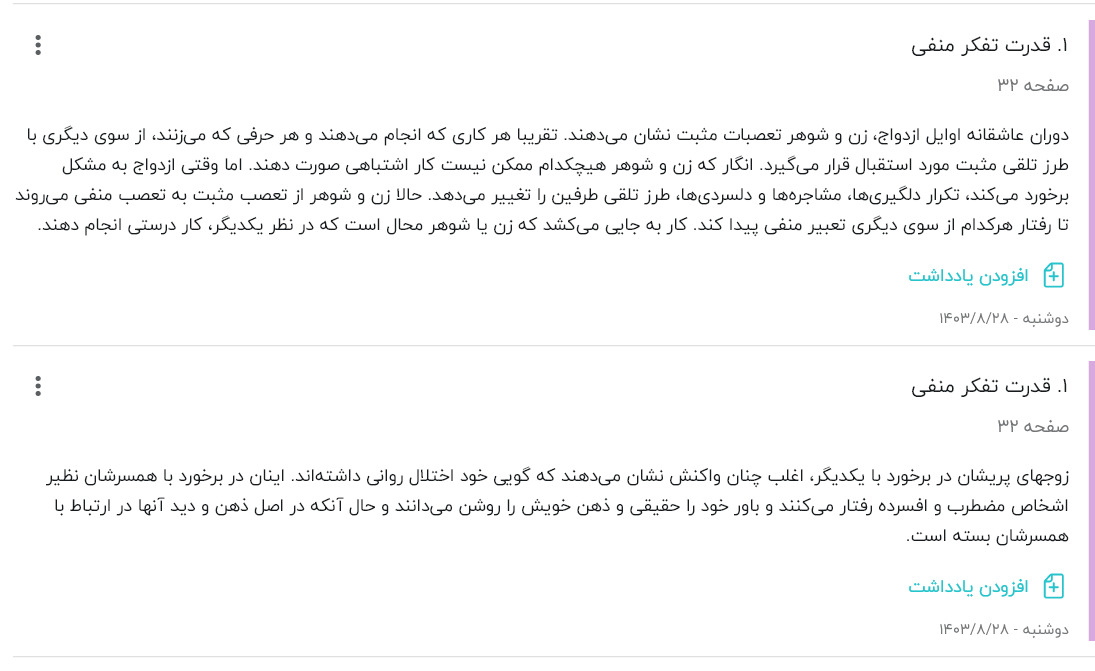 ۱. قدرت تفکر منفی
صفحه ۳۲
دوران عاشقانه اوایل ازدواج، زن و شوهر تعصبات مثبت نشان می‌دهند. تقریبا هر کاری که انجام می‌دهند و هر حرفی که می‌زنند، از سوی دیگری با
طرز تلقی مثبت مورد استقبال قرار می‌گیرد. انگار که زن و شوهر هیچکدام ممکن نیست کار اشتباهی صورت دهند. اما وقتی ازدواج به مشکل
برخورد می‌کند، تکرار دلگیری‌ها، مشاجره‌ها و دلسردی‌ها، طرز تلقی طرفین را تغییر می‌دهد. حالا زن و شوهر از تعصب مثبت به تعصب منفی می‌روند
تا رفتار هرکدام از سوی دیگری تعبیر منفی پیدا کند. کار به جایی می‌کشد که زن یا شوهر محال است که در نظر یکدیگر، کار درستی انجام دهند.
افزودن یادداشت
دوشنبه - ۱۴۰۳/۸/۲۸
۱. قدرت تفکر منفی
صفحه ۳۲
زوجهای پریشان در برخورد با یکدیگر، اغلب چنان واکنش نشان می‌دهند که گویی خود اختلال روانی داشته‌اند. اینان در برخورد با همسرشان نظیر
اشخاص مضطرب و افسرده رفتار می‌کنند و باور خود را حقیقی و ذهن خویش را روشن می‌دانند و حال آنکه در اصل ذهن و دید آنها در ارتباط با
همسرشان بسته است.
افزودن یادداشت
دوشنبه - ۱۴۰۳/۸/۲۸